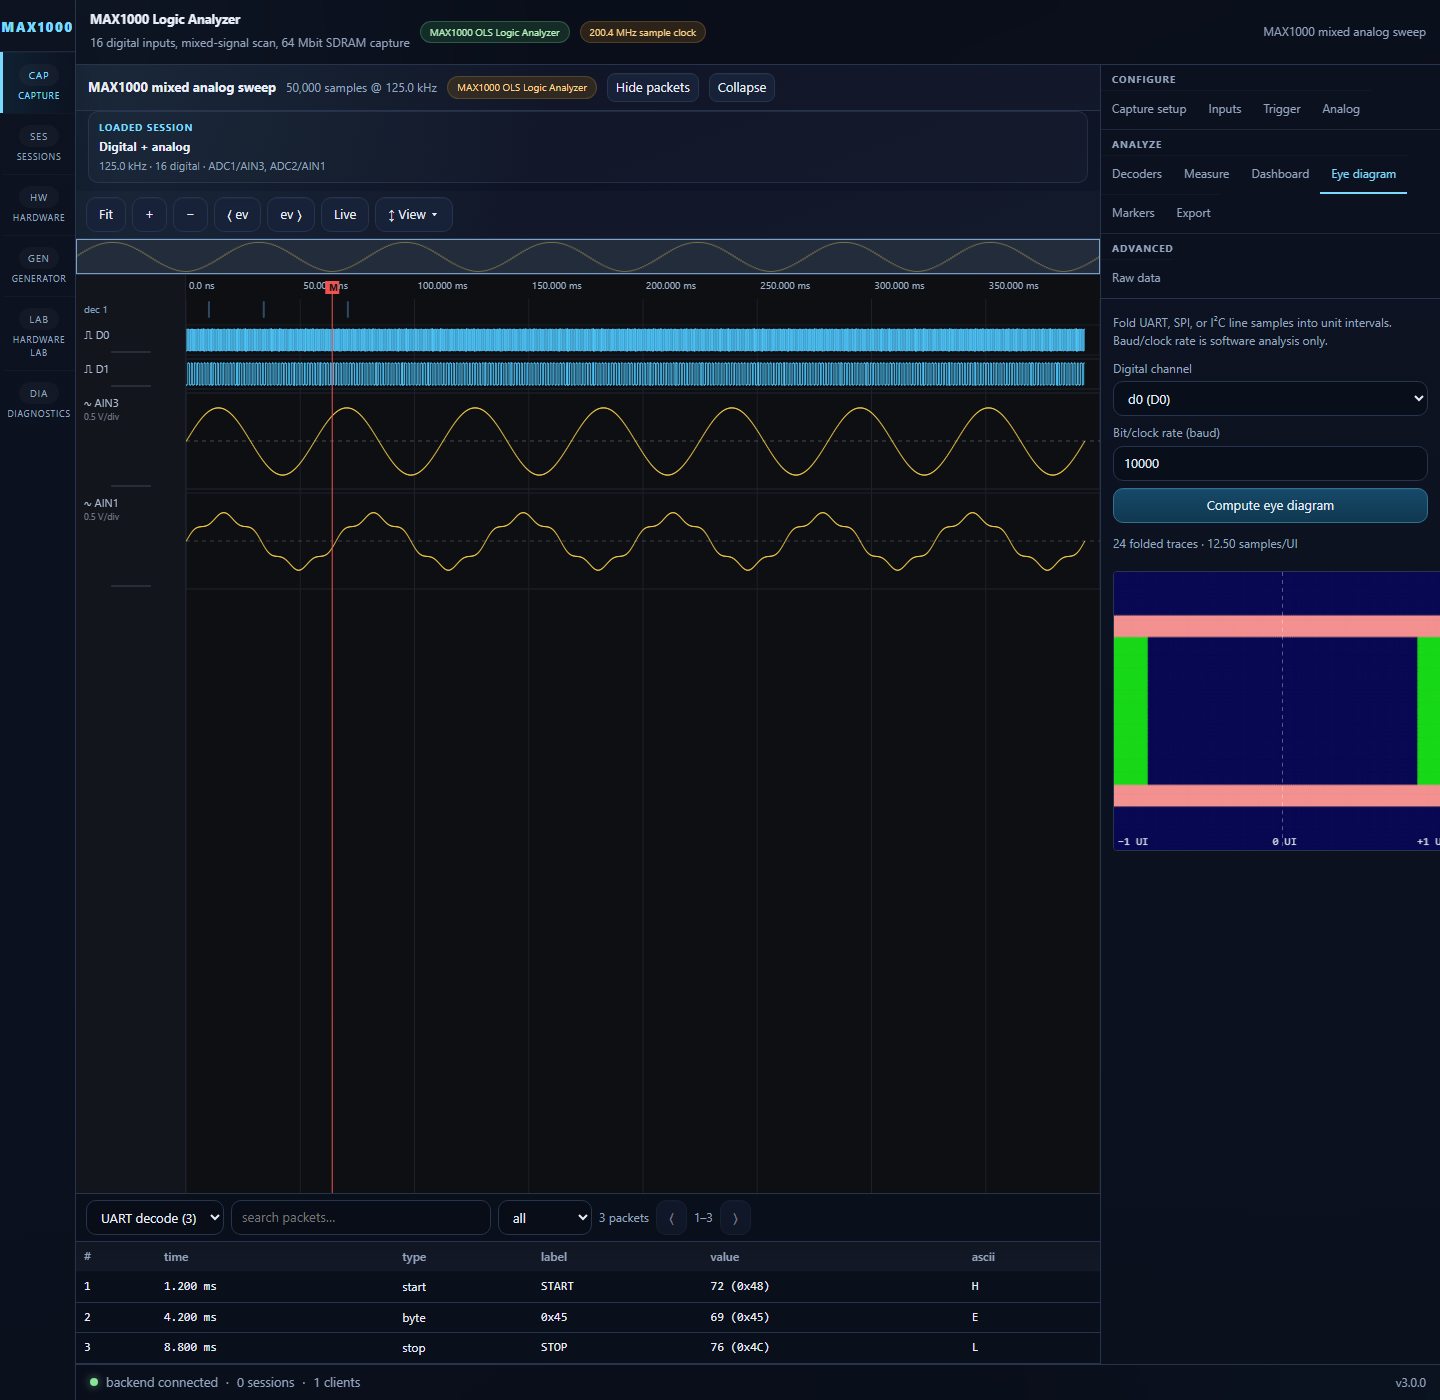 MAX1000
CAP
CAPTURE
SES
SESSIONS
HW
HARDWARE
GEN
GENERATOR
LAB
HARDWARE
LAB
DIA
DIAGNOSTICS
MAX1000 Logic Analyzer
16 digital inputs, mixed-signal scan, 64 Mbit SDRAM capture
MAX1000 OLS Logic Analyzer
200.4 MHz sample clock
MAX1000 mixed analog sweep
MAX1000 mixed analog sweep 50,000 samples @ 125.0 kHz MAX1000 OLS Logic Analyzer Hide packets Collapse
LOADED SESSION
Digital + analog
125.0 kHz · 16 digital · ADC1/AIN3, ADC2/AIN1
Fit + − ⟨ ev ev ⟩ Live ↕ View ▾
0.0 ns 50.00 ms 100.000 ms 150.000 ms 200.000 ms 250.000 ms 300.000 ms 350.000 ms
M
dec 1
D0
D1
~ AIN3
0.5 V/div
~ AIN1
0.5 V/div
UART decode (3) search packets... all 3 packets ⟨ 1–3 ⟩
# time type label value ascii
1 1.200 ms start START 72 (0x48) H
2 4.200 ms byte 0x45 69 (0x45) E
3 8.800 ms stop STOP 76 (0x4C) L
CONFIGURE
Capture setup Inputs Trigger Analog
ANALYZE
Decoders Measure Dashboard Eye diagram
Markers Export
ADVANCED
Raw data
Fold UART, SPI, or I²C line samples into unit intervals.
Baud/clock rate is software analysis only.
Digital channel
d0 (D0)
Bit/clock rate (baud)
10000
Compute eye diagram
24 folded traces · 12.50 samples/UI
−1 UI 0 UI +1 U
backend connected · 0 sessions · 1 clients
v3.0.0